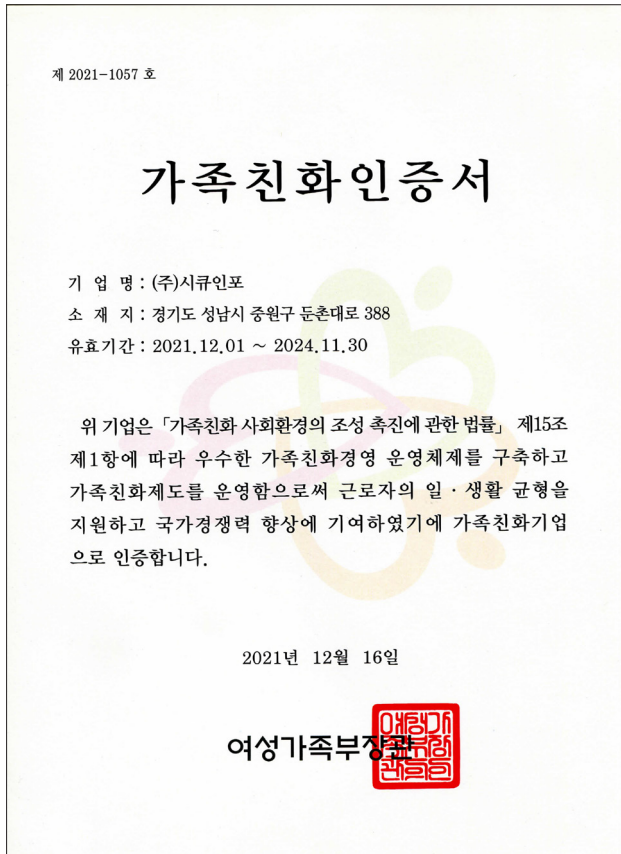 제 2021-1057 호
가족친화인증서
기 업 명 : (주)시큐인포
소 재 지 : 경기도 성남시 중원구 둔촌대로 388
유효기간 : 2021.12.01 ~ 2024.11.30
위 기업은 「가족친화 사회환경의 조성 촉진에 관한 법률」 제15조
제1항에 따라 우수한 가족친화경영 운영체제를 구축하고
가족친화제도를 운영함으로써 근로자의 일 · 생활 균형을
지원하고 국가경쟁력 향상에 기여하였기에 가족친화기업
으로 인증합니다.
2021년 12월 16일
여성가족부장관